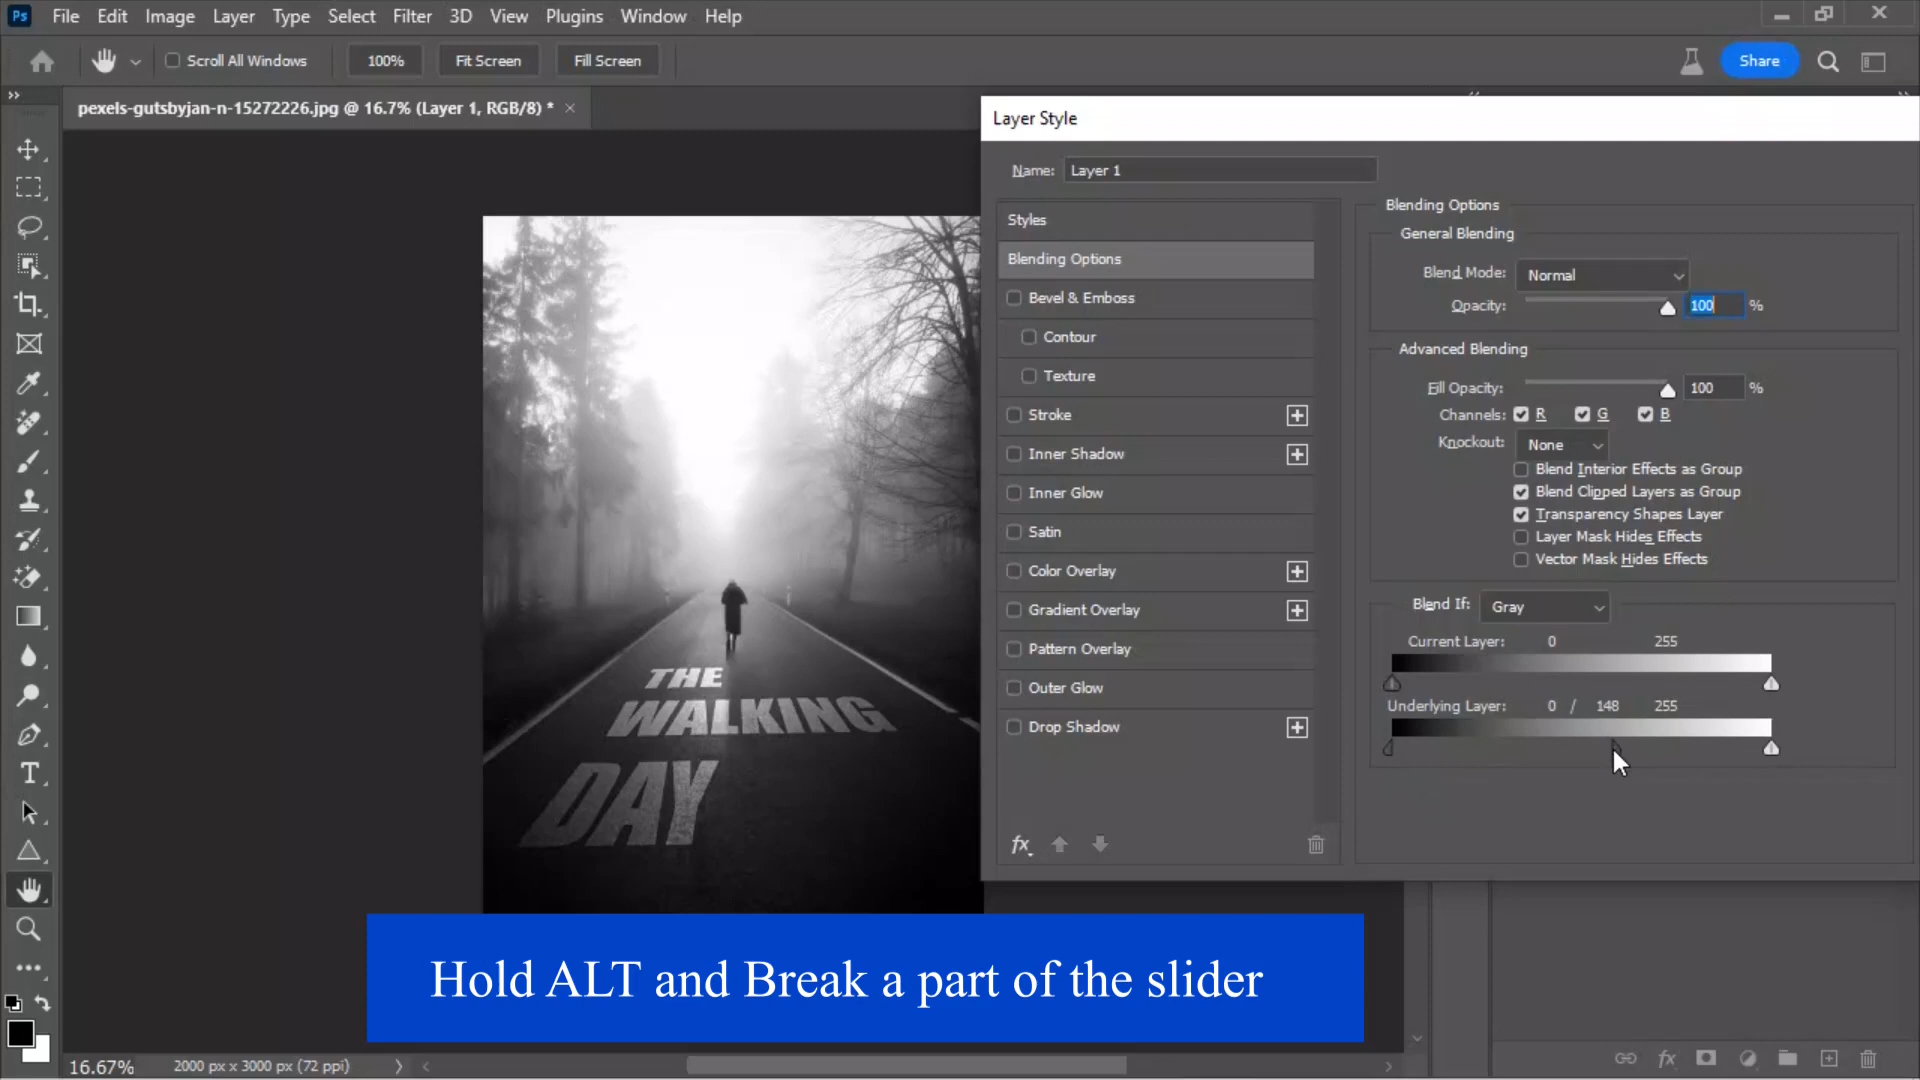 Ps File Edit Image Layer Type Select Filter 3D View Plugins Window Help
Scroll All Windows 100% Fit Screen Fill Screen Share
pexels-gutsbyjan-n-15272226.jpg @ 16.7% (Layer 1, RGB/8) *
Layer Style
Name: Layer 1
Styles
Blending Options
Bevel & Emboss
Contour
Texture
Stroke
Inner Shadow
Inner Glow
Satin
Color Overlay
Gradient Overlay
Pattern Overlay
Outer Glow
Drop Shadow
fx
Blending Options
General Blending
Blend Mode: Normal
Opacity: 100 %
Advanced Blending
Fill Opacity: 100 %
Channels: R G B
Knockout: None
Blend Interior Effects as Group
Blend Clipped Layers as Group
Transparency Shapes Layer
Layer Mask Hides Effects
Vector Mask Hides Effects
Blend If: Gray
Current Layer: 0 255
Underlying Layer: 0 / 148 255
THE
WALKING
DAY
Hold ALT and Break a part of the slider
16.67% 2000 px x 3000 px (72 ppi)
fx